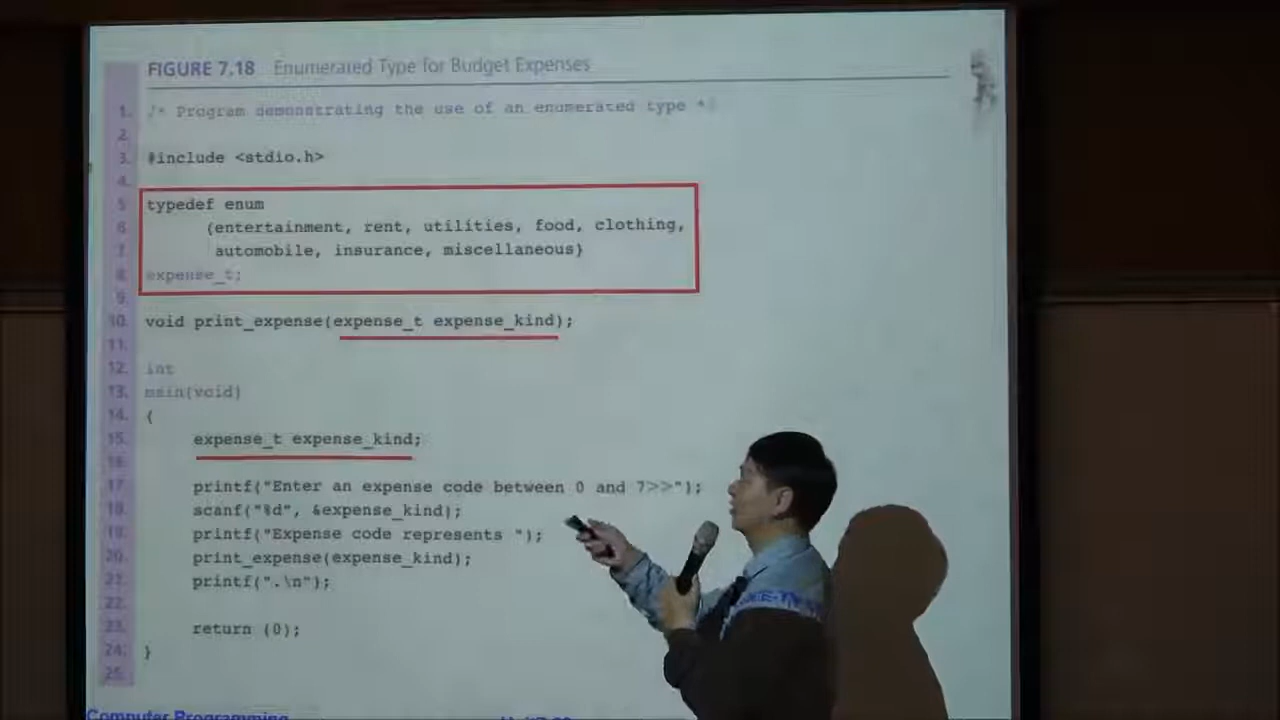 FIGURE 7.18 Enumerated Type for Budget Expenses
1. /* Program demonstrating the use of an enumerated type *
2.
3. #include <stdio.h>
4.
5 typedef enum
6 {entertainment, rent, utilities, food, clothing,
7 automobile, insurance, miscellaneous}
8 expense_t;
9.
10. void print_expense(expense_t expense_kind);
11.
12. int
13. main(void)
14. {
15. expense_t expense_kind;
16
17 printf("Enter an expense code between 0 and 7>>");
18. scanf("%d", &expense_kind);
19. printf("Expense code represents ");
20. print_expense(expense_kind);
21. printf(".\n");
22.
23. return (0);
24. }
25.
Computer Programming